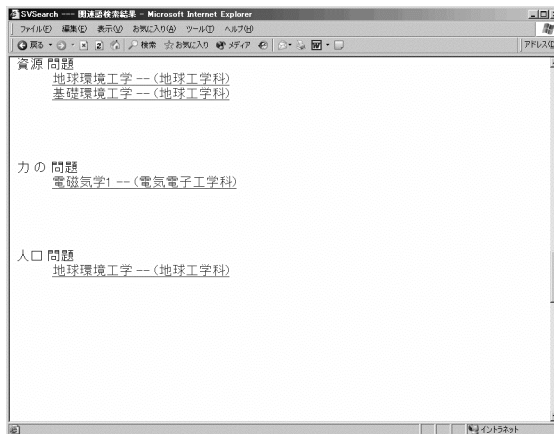 SVSearch --- 関連語検索結果 - Microsoft Internet Explorer
ファイル(F) 編集(E) 表示(V) お気に入り(A) ツール(T) ヘルプ(H)
戻る 検索 お気に入り メディア
アドレス(D)
資源 問題
地球環境工学 -- (地球工学科)
基礎環境工学 -- (地球工学科)
力 の 問題
電磁気学1 -- (電気電子工学科)
人口 問題
地球環境工学 -- (地球工学科)
イントラネット